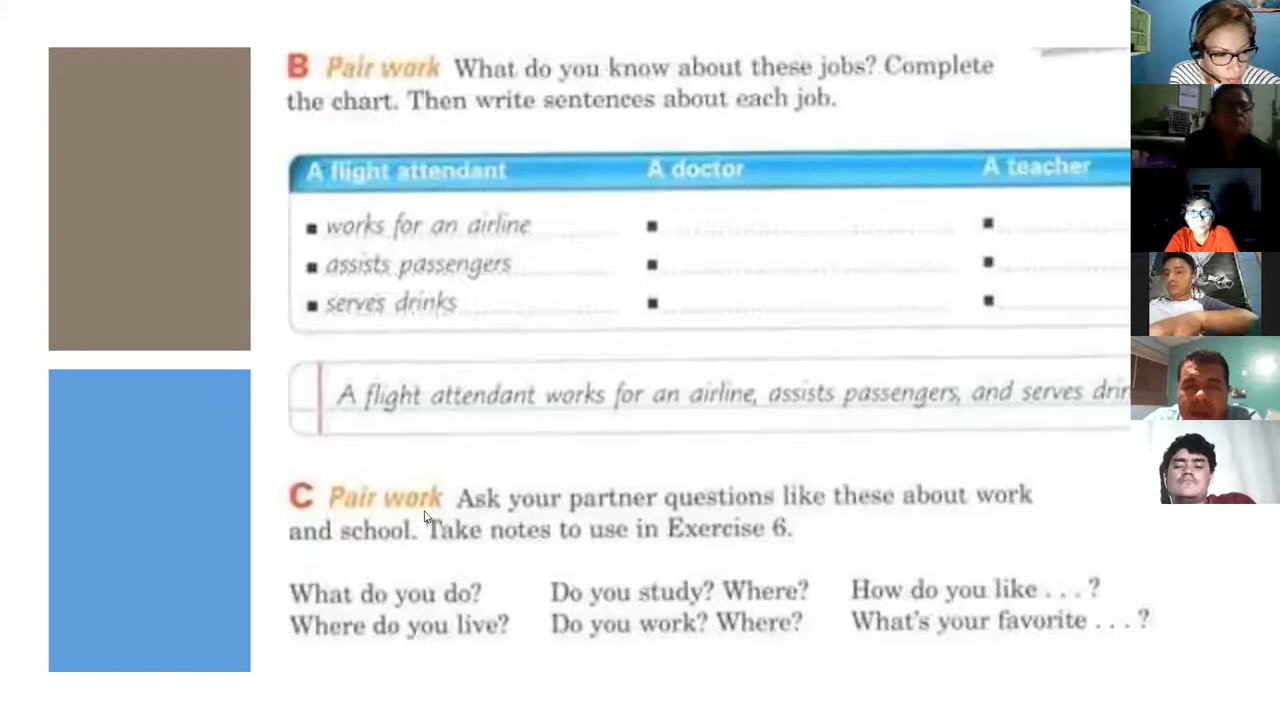 B Pair work What do you know about these jobs? Complete
the chart. Then write sentences about each job.
A flight attendant A doctor A teacher
works for an airline
assists passengers
serves drinks
A flight attendant works for an airline, assists passengers, and serves
C Pair work Ask your partner questions like these about work
and school. Take notes to use in Exercise 6.
What do you do? Do you study? Where? How do you like . . . ?
Where do you live? Do you work? Where? What's your favorite . . . ?